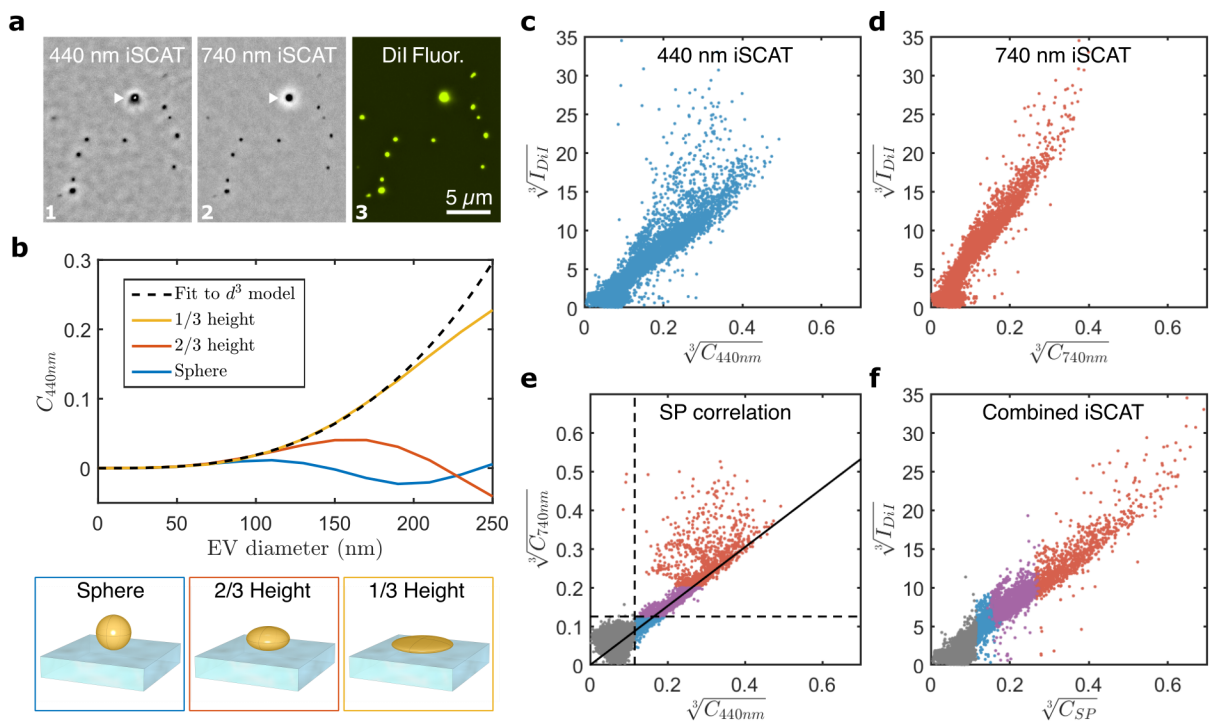 a
440 nm iSCAT
740 nm iSCAT
DiI Fluor.
5 µm
1
2
3
b
0.3
0.2
0.1
0
C440nm
Fit to d³ model
1/3 height
2/3 height
Sphere
0
50
100
150
200
250
EV diameter (nm)
Sphere
2/3 Height
1/3 Height
c
440 nm iSCAT
35
30
25
20
15
10
5
0
∛IDiI
0
0.2
0.4
0.6
∛C440nm
d
740 nm iSCAT
35
30
25
20
15
10
5
0
∛IDiI
0
0.2
0.4
0.6
∛C740nm
e
SP correlation
0.6
0.5
0.4
0.3
0.2
0.1
0
∛C740nm
0
0.2
0.4
0.6
∛C440nm
f
Combined iSCAT
35
30
25
20
15
10
5
0
∛IDiI
0
0.2
0.4
0.6
∛CSP